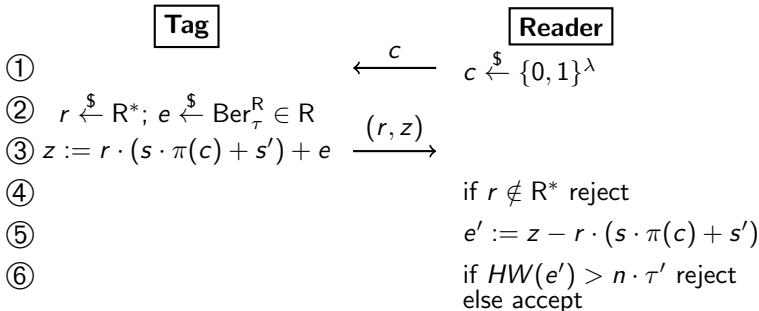 Tag Reader
① c c $← {0, 1}^λ
② r $← R*; e $← Ber_τ^R ∈ R (r, z)
③ z := r · (s · π(c) + s′) + e
④ if r ∉ R* reject
⑤ e′ := z − r · (s · π(c) + s′)
⑥ if HW(e′) > n · τ′ reject
else accept